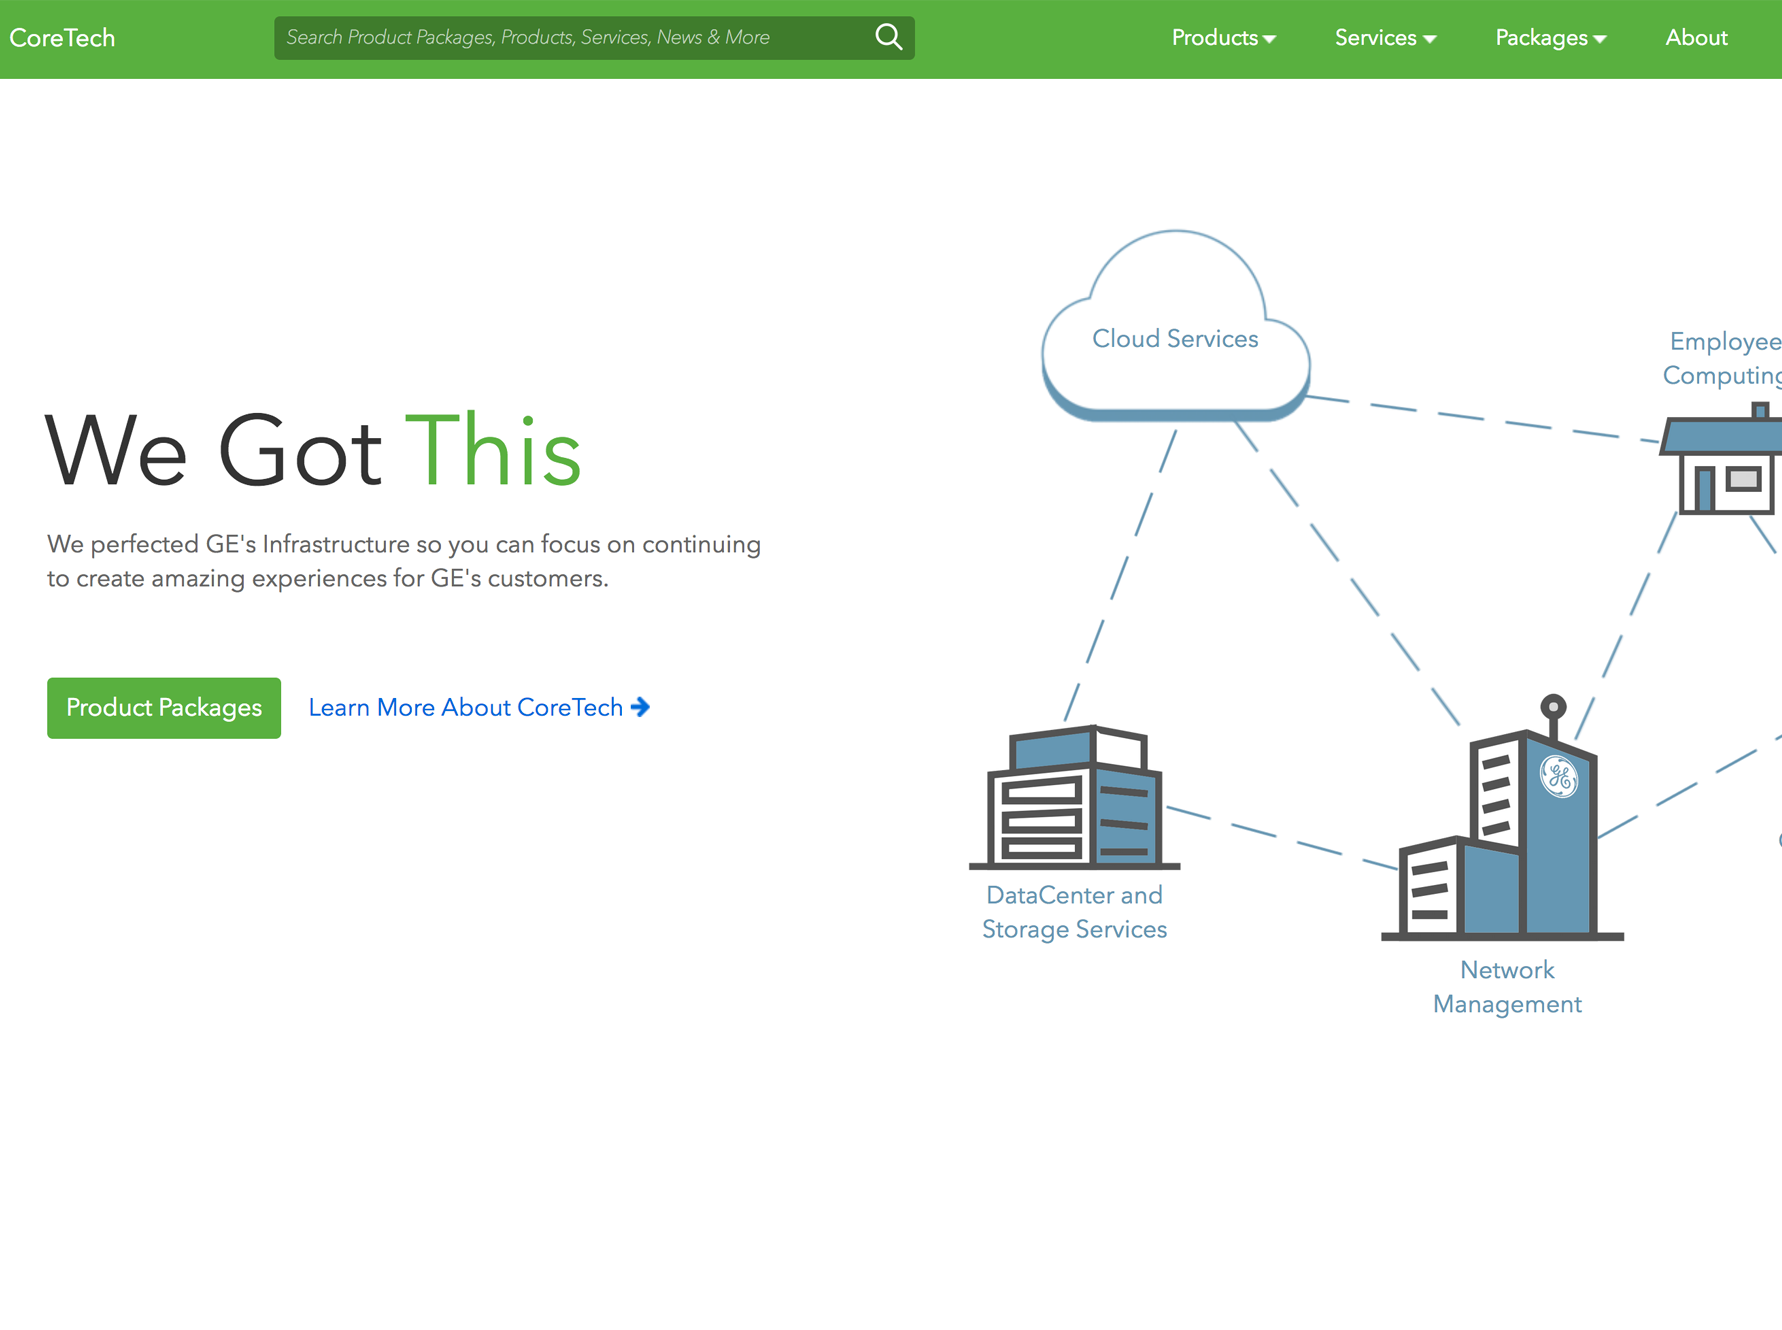 CoreTech
Search Product Packages, Products, Services, News & More
Products
Services
Packages
About
Cloud Services
Employee
Computing
We Got This
We perfected GE's Infrastructure so you can focus on continuing
to create amazing experiences for GE's customers.
Product Packages
Learn More About CoreTech
GE
DataCenter and
Storage Services
Network
Management